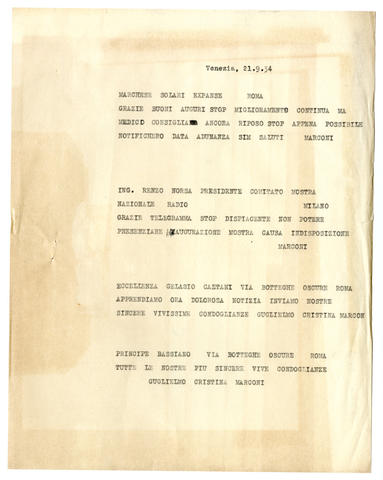 Venezia, 21.9.34
MARCHESE SOLARI EXPANSE ROMA
GRAZIE BUONI AUGURI STOP MIGLIORAMENTO CONTINUA MA
MEDICO CONSIGLIA ANCORA RIPOSO STOP APPENA POSSIBILE
NOTIFICHERO DATA ADUNANZA SIM SALUTI MARCONI
ING. RENZO NORSA PRESIDENTE COMITATO MOSTRA
NAZIONALE RADIO MILANO
GRAZIE TELEGRAMMA STOP DISPIACENTE NON POTERE
PRESENZIARE INAUGURAZIONE MOSTRA CAUSA INDISPOSIZIONE
MARCONI
ECCELLENZA GELASIO CAETANI VIA BOTTEGHE OSCURE ROMA
APPRENDIAMO ORA DOLOROSA NOTIZIA INVIAMO NOSTRE
SINCERE VIVISSIME CONDOGLIANZE GUGLIELMO CRISTINA MARCON
PRINCIPE BASSIANO VIA BOTTEGHE OSCURE ROMA
TUTTE LE NOSTRE PIU SINCERE VIVE CONDOGLIANZE
GUGLIELMO CRISTINA MARCONI